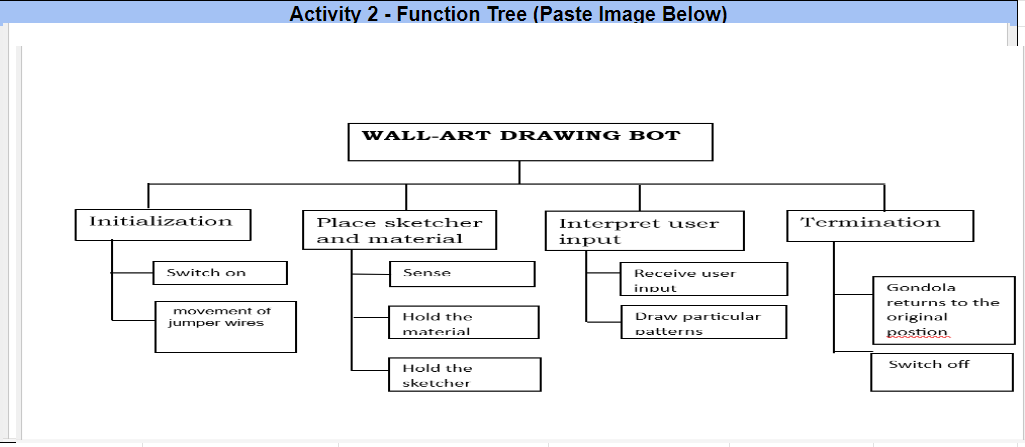 Activity 2 - Function Tree (Paste Image Below)
WALL-ART DRAWING BOT
Initialization
Switch on
movement of
jumper wires
Place sketcher
and material
Sense
Hold the
material
Hold the
sketcher
Interpret user
input
Receive user
input
Draw particular
patterns
Termination
Gondola
returns to the
original
postion
Switch off